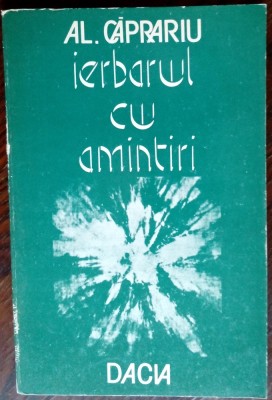 AL. CĂPRARIU
ierbarul
cu
amintiri
DACIA